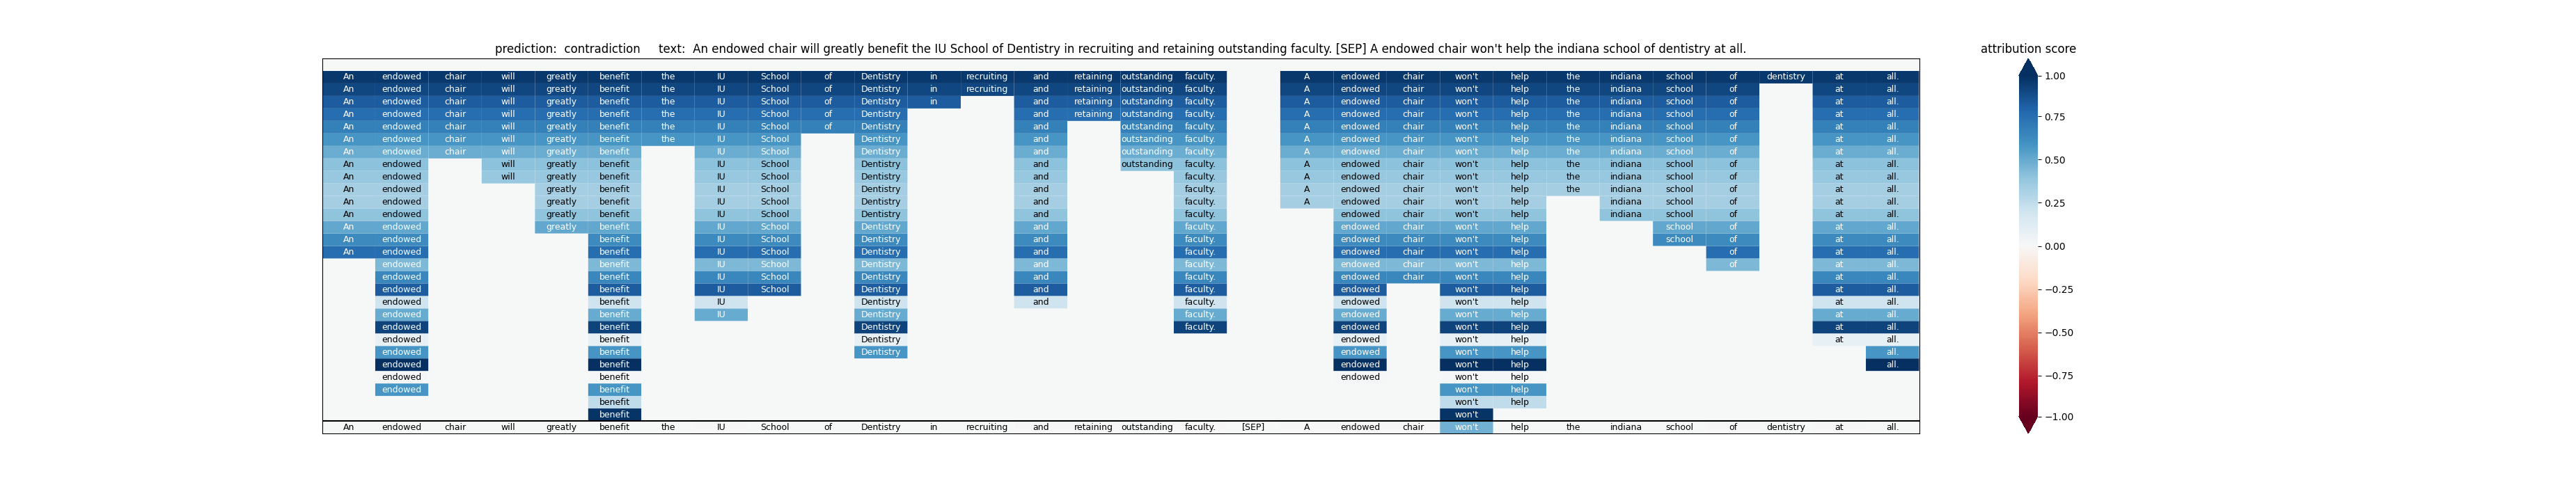 prediction: contradiction text: An endowed chair will greatly benefit the IU School of Dentistry in recruiting and retaining outstanding faculty. [SEP] A endowed chair won't help the indiana school of dentistry at all.
An endowed chair will greatly benefit the IU School of Dentistry in recruiting and retaining outstanding faculty. A endowed chair won't help the indiana school of dentistry at all.
An endowed chair will greatly benefit the IU School of Dentistry in recruiting and retaining outstanding faculty. A endowed chair won't help the indiana school of at all.
An endowed chair will greatly benefit the IU School of Dentistry in and retaining outstanding faculty. A endowed chair won't help the indiana school of at all.
An endowed chair will greatly benefit the IU School of Dentistry and retaining outstanding faculty. A endowed chair won't help the indiana school of at all.
An endowed chair will greatly benefit the IU School of Dentistry and outstanding faculty. A endowed chair won't help the indiana school of at all.
An endowed chair will greatly benefit the IU School Dentistry and outstanding faculty. A endowed chair won't help the indiana school of at all.
An endowed chair will greatly benefit IU School Dentistry and outstanding faculty. A endowed chair won't help the indiana school of at all.
An endowed will greatly benefit IU School Dentistry and outstanding faculty. A endowed chair won't help the indiana school of at all.
An endowed will greatly benefit IU School Dentistry and faculty. A endowed chair won't help the indiana school of at all.
An endowed greatly benefit IU School Dentistry and faculty. A endowed chair won't help the indiana school of at all.
An endowed greatly benefit IU School Dentistry and faculty. A endowed chair won't help indiana school of at all.
An endowed greatly benefit IU School Dentistry and faculty. endowed chair won't help indiana school of at all.
An endowed greatly benefit IU School Dentistry and faculty. endowed chair won't help school of at all.
An endowed benefit IU School Dentistry and faculty. endowed chair won't help school of at all.
An endowed benefit IU School Dentistry and faculty. endowed chair won't help of at all.
endowed benefit IU School Dentistry and faculty. endowed chair won't help of at all.
endowed benefit IU School Dentistry and faculty. endowed chair won't help at all.
endowed benefit IU School Dentistry and faculty. endowed won't help at all.
endowed benefit IU Dentistry and faculty. endowed won't help at all.
endowed benefit IU Dentistry faculty. endowed won't help at all.
endowed benefit Dentistry faculty. endowed won't help at all.
endowed benefit Dentistry endowed won't help at all.
endowed benefit Dentistry endowed won't help all.
endowed benefit endowed won't help all.
endowed benefit endowed won't help
endowed benefit won't help
benefit won't help
benefit won't
An endowed chair will greatly benefit the IU School of Dentistry in recruiting and retaining outstanding faculty. [SEP] A endowed chair won't help the indiana school of dentistry at all.
attribution score
1.00
0.75
0.50
0.25
0.00
−0.25
−0.50
−0.75
−1.00